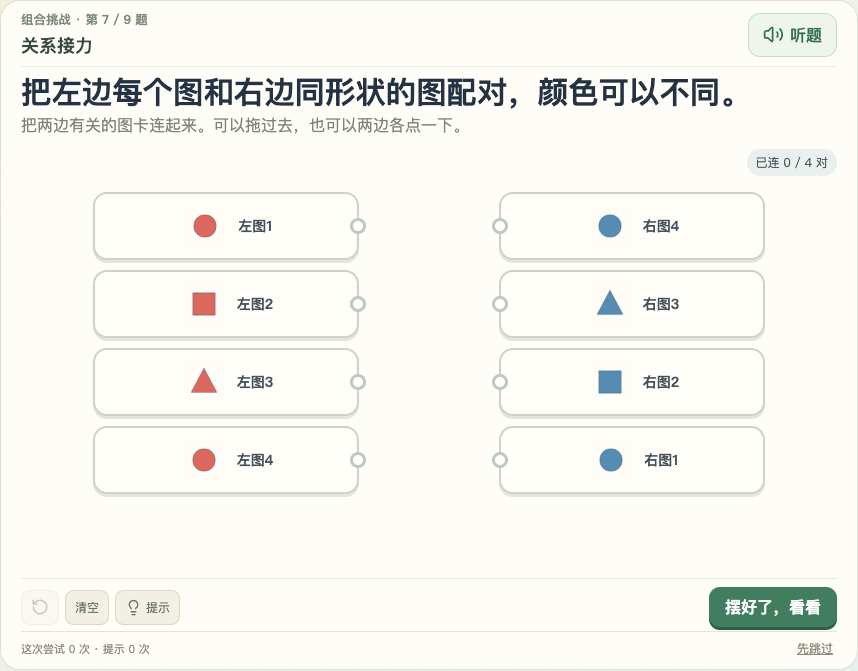 组合挑战 · 第 7 / 9 题
关系接力
听题
把左边每个图和右边同形状的图配对，颜色可以不同。
把两边有关的图卡连起来。可以拖过去，也可以两边各点一下。
已连 0 / 4 对
左图1
右图4
左图2
右图3
左图3
右图2
左图4
右图1
清空
提示
摆好了，看看
这次尝试 0 次 · 提示 0 次
先跳过